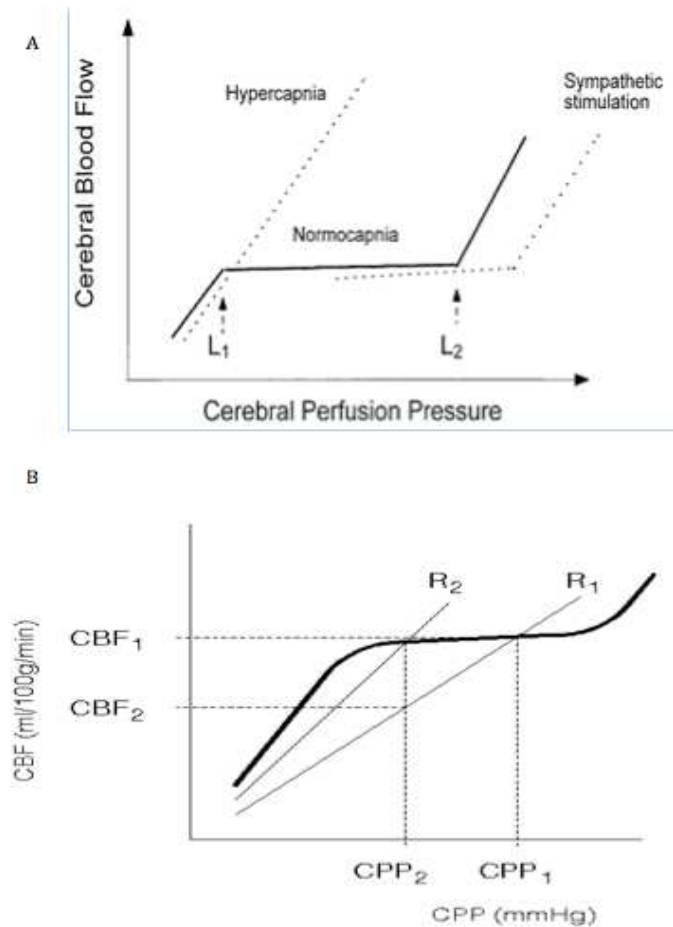 A
Cerebral Blood Flow
Hypercapnia
Sympathetic
stimulation
Normocapnia
L1
L2
Cerebral Perfusion Pressure
B
CBF (ml/100g/min)
R2
R1
CBF1
CBF2
CPP2
CPP1
CPP (mmHg)